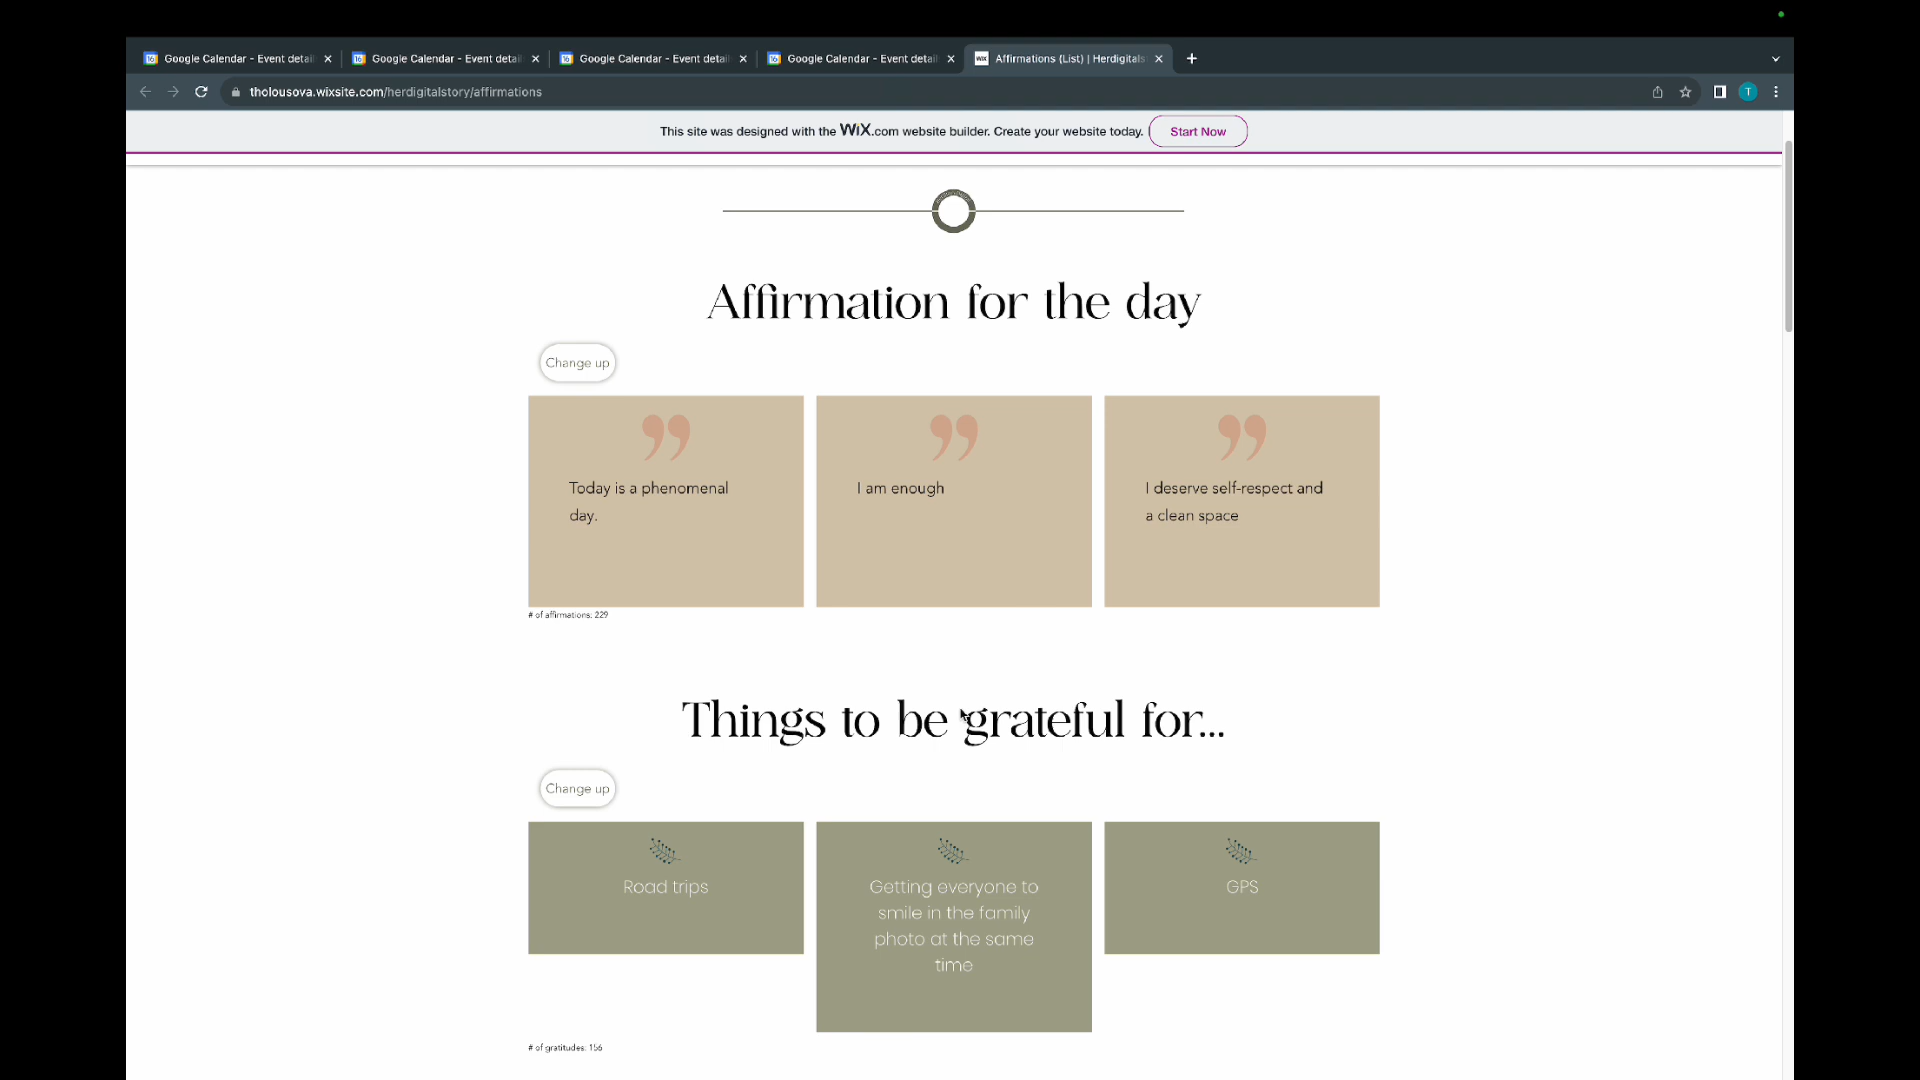 Google Calendar - Event detail
Google Calendar - Event detail
Google Calendar - Event detail
Google Calendar - Event detail
Affirmations (List) | Herdigitals
tholousova.wixsite.com/herdigitalstory/affirmations
T
This site was designed with the WiX.com website builder. Create your website today.
Start Now
Affirmation for the day
Change up
Today is a phenomenal
day.
I am enough
I deserve self-respect and
a clean space
# of affirmations: 229
Things to be grateful for...
Change up
Road trips
Getting everyone to
smile in the family
photo at the same
time
GPS
# of gratitudes: 156